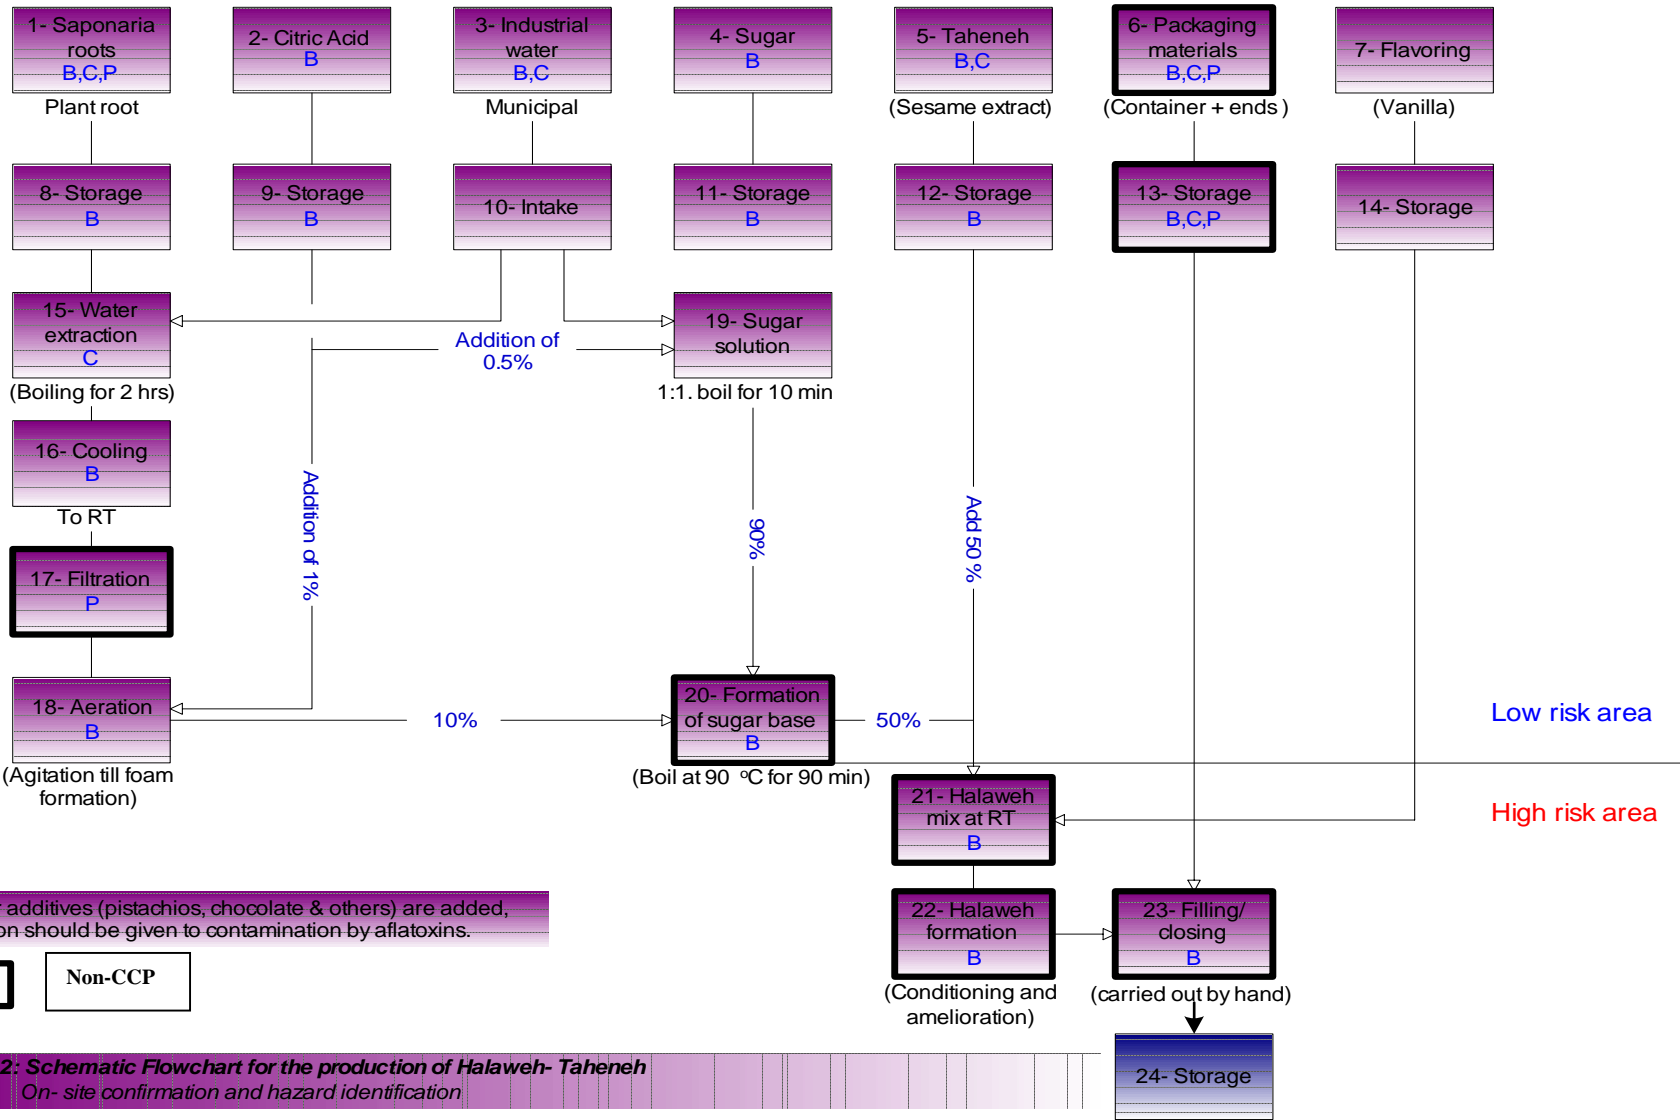 1- Saponaria
roots
B,C,P
Plant root
2- Citric Acid
B
3- Industrial
water
B,C
Municipal
4- Sugar
B
5- Taheneh
B,C
(Sesame extract)
6- Packaging
materials
B,C,P
(Container + ends )
7- Flavoring
(Vanilla)
8- Storage
B
9- Storage
B
10- Intake
11- Storage
B
12- Storage
B
13- Storage
B,C,P
14- Storage
15- Water
extraction
C
(Boiling for 2 hrs)
Addition of
0.5%
19- Sugar
solution
1:1. boil for 10 min
16- Cooling
B
To RT
Addition of 1%
90%
Add 50 %
17- Filtration
P
18- Aeration
B
(Agitation till foam
formation)
10%
20- Formation
of sugar base
B
(Boil at 90 °C for 90 min)
50%
Low risk area
High risk area
21- Halaweh
mix at RT
B
22- Halaweh
formation
B
(Conditioning and
amelioration)
23- Filling/
closing
B
(carried out by hand)
24- Storage
additives (pistachios, chocolate & others) are added,
should be given to contamination by aflatoxins.
Non-CCP
2: Schematic Flowchart for the production of Halaweh- Taheneh
On- site confirmation and hazard identification